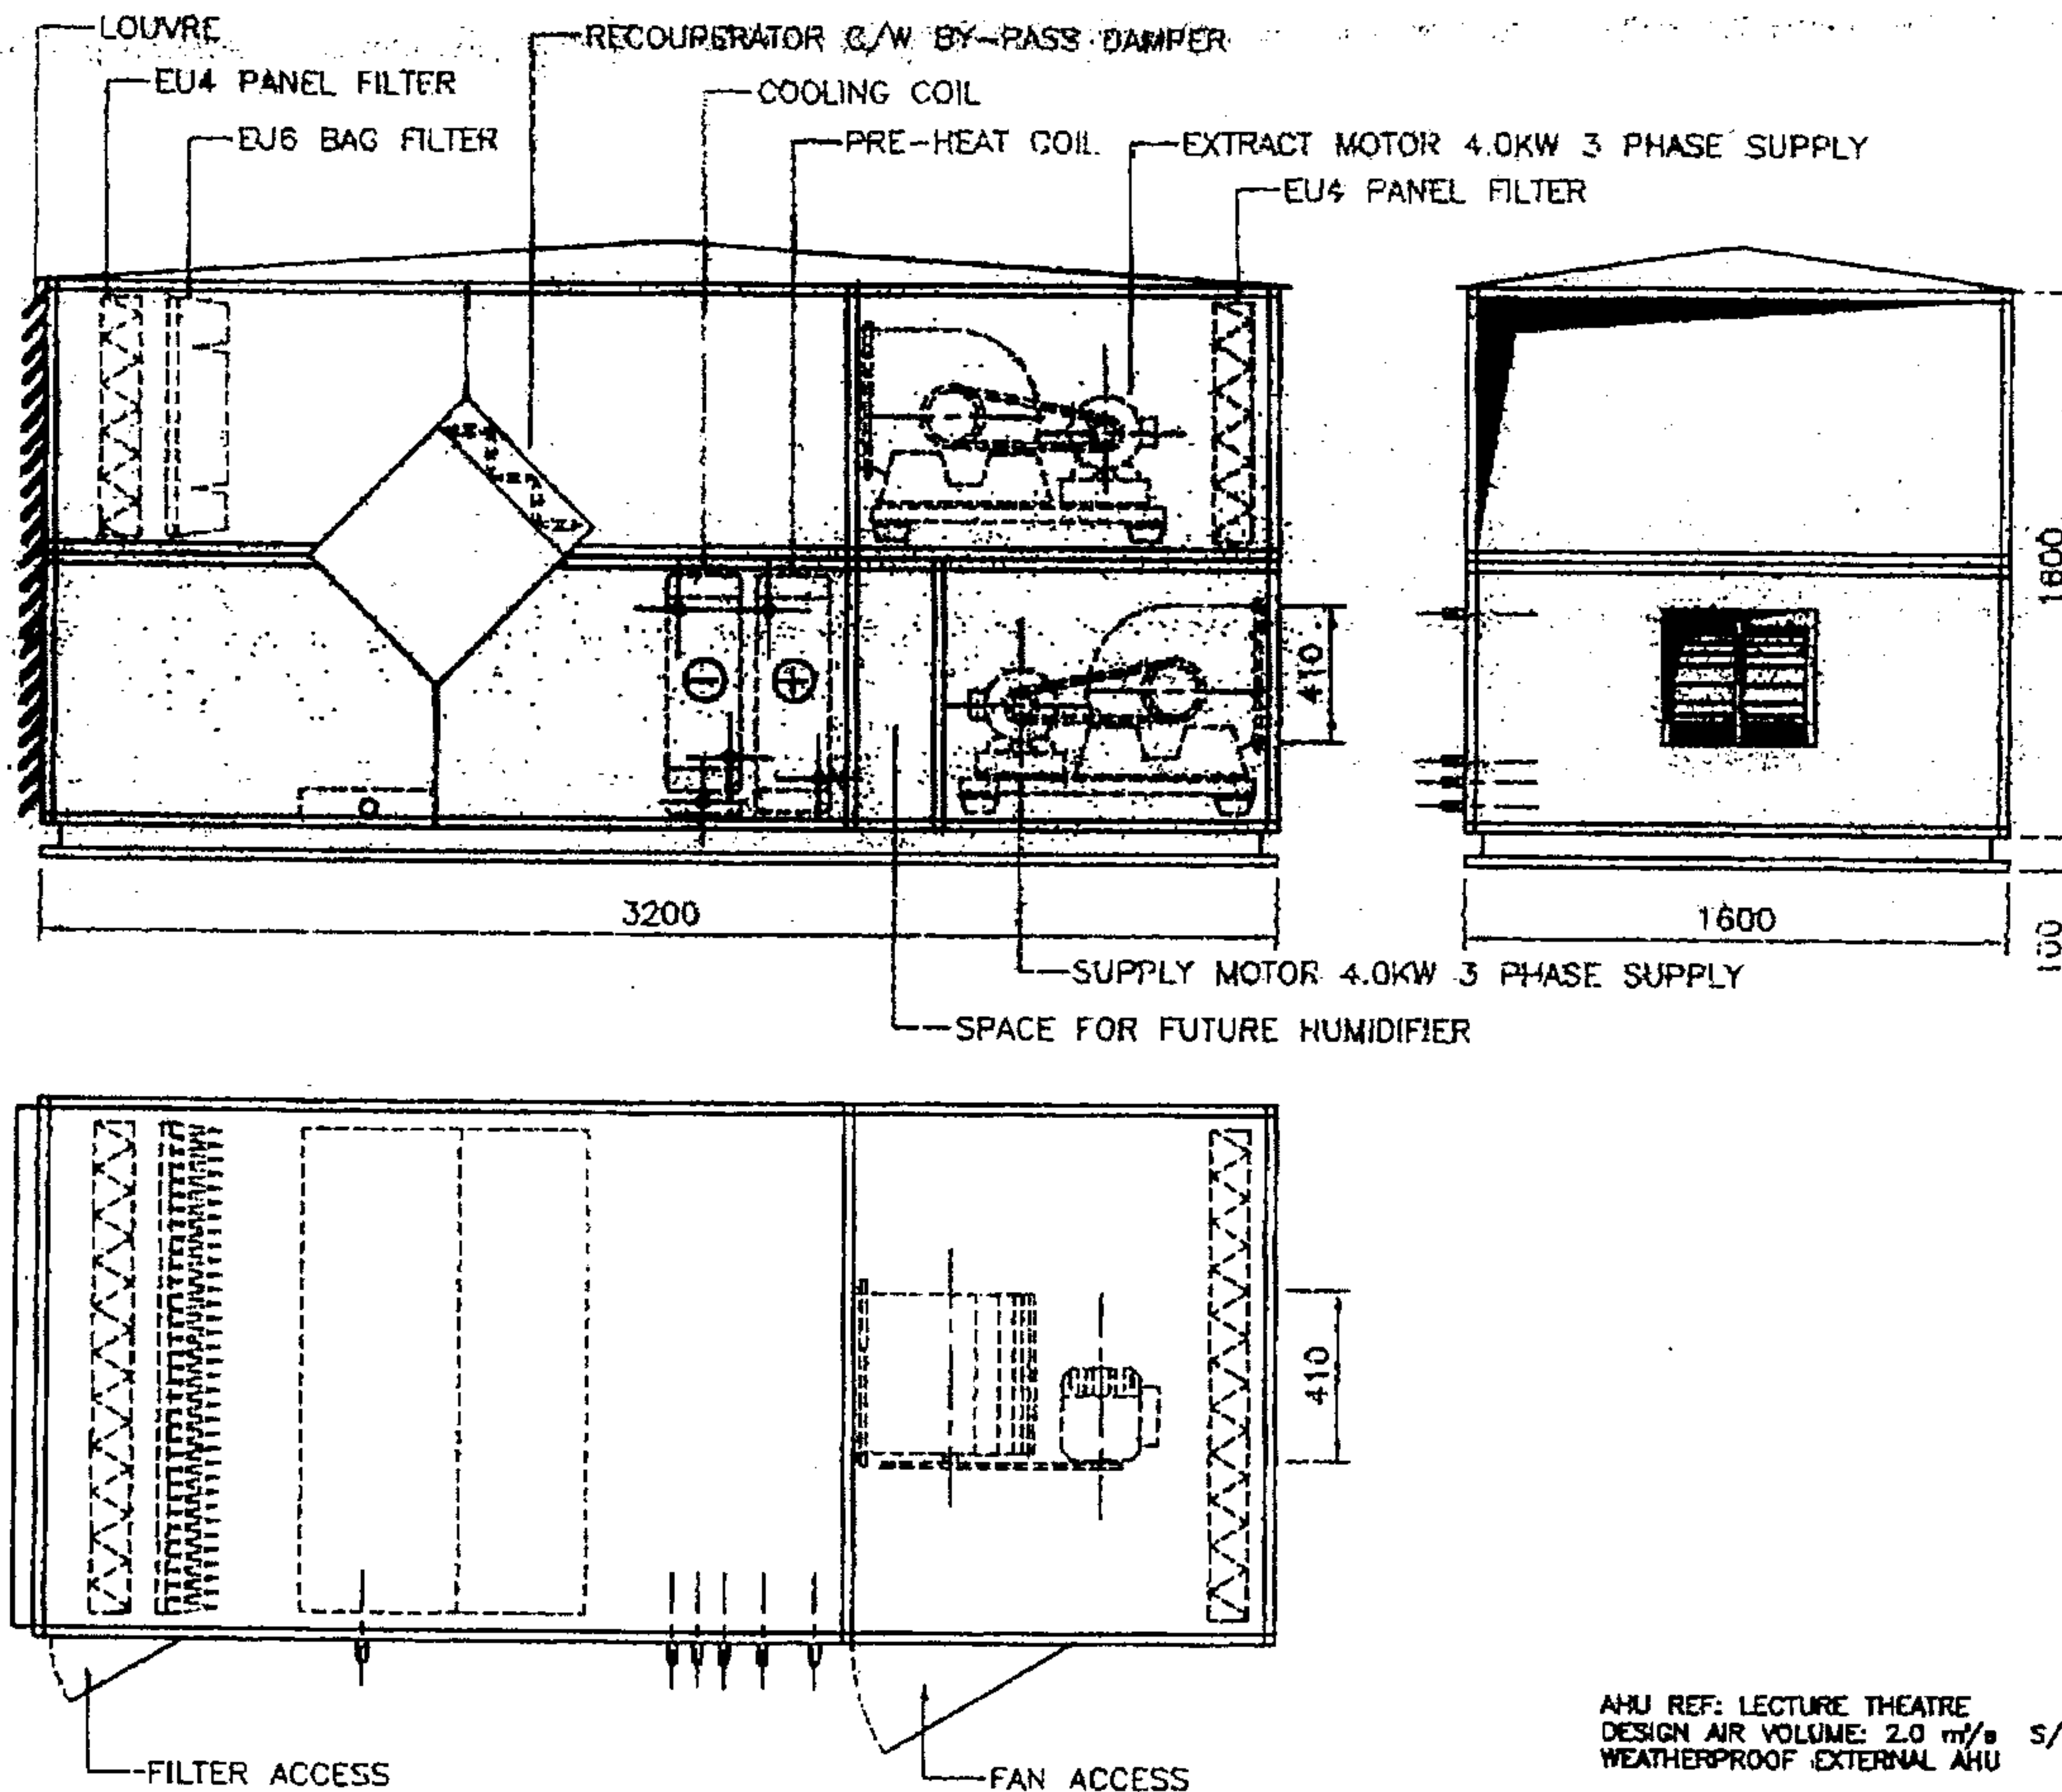 LOUVRE
RECOUPERATOR C/W BY-PASS DAMPER
EU4 PANEL FILTER
COOLING COIL
EU6 BAG FILTER
PRE-HEAT COIL
EXTRACT MOTOR 4.0KW 3 PHASE SUPPLY
EU4 PANEL FILTER
410
1800
3200
1600
100
SUPPLY MOTOR 4.0KW 3 PHASE SUPPLY
SPACE FOR FUTURE HUMIDIFIER
410
AHU REF: LECTURE THEATRE
DESIGN AIR VOLUME: 2.0 m³/s S/
WEATHERPROOF EXTERNAL AHU
FILTER ACCESS
FAN ACCESS